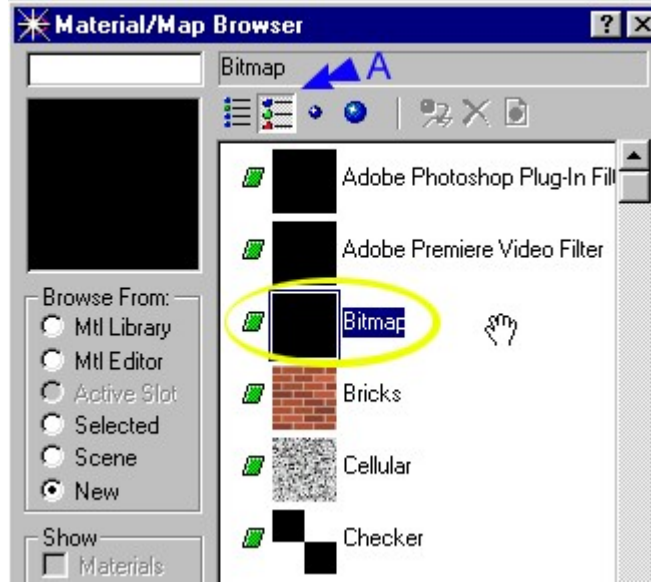 Material/Map Browser
Bitmap
A
Adobe Photoshop Plug-In Filt
Adobe Premiere Video Filter
Bitmap
Bricks
Cellular
Checker
Browse From:
Mtl Library
Mtl Editor
Active Slot
Selected
Scene
New
Show
Materials